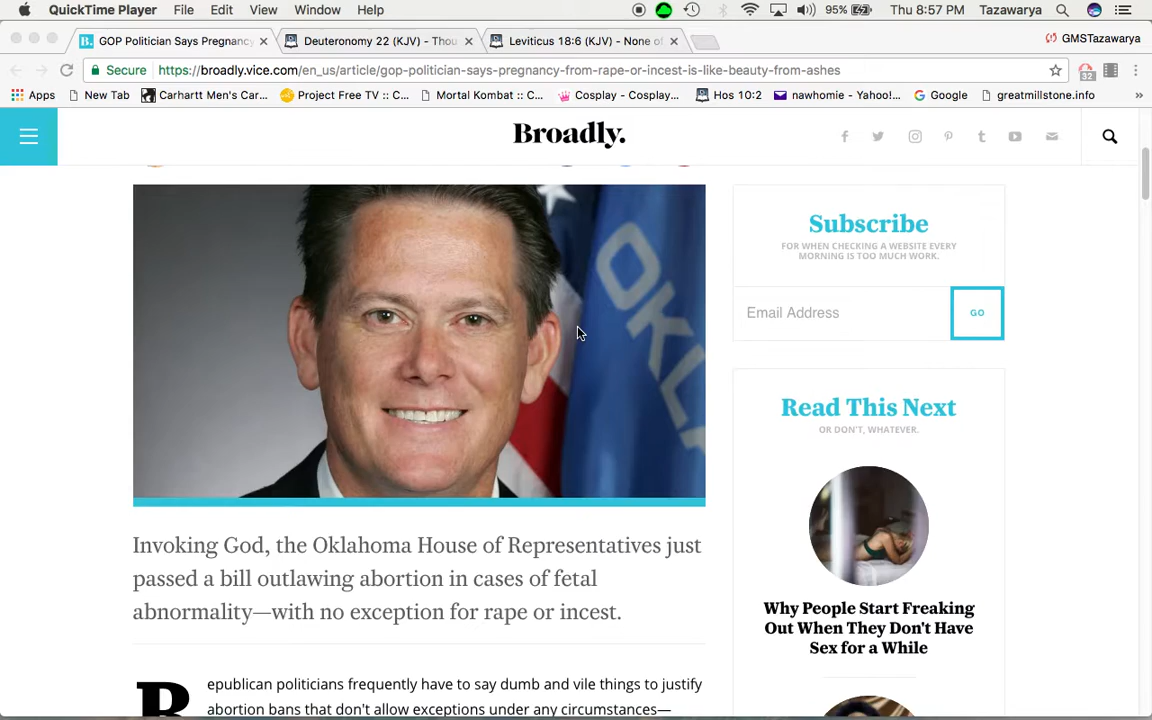 QuickTime Player File Edit View Window Help 95% Thu 8:57 PM Tazawarya
GOP Politician Says Pregnancy Deuteronomy 22 (KJV) - Thou Leviticus 18:6 (KJV) - None of GMSTazawarya
Secure https://broadly.vice.com/en_us/article/gop-politician-says-pregnancy-from-rape-or-incest-is-like-beauty-from-ashes 32
Apps New Tab Carhartt Men's Car... Project Free TV :: C... Mortal Kombat :: C... Cosplay - Cosplay... Hos 10:2 nawhomie - Yahoo!... Google greatmillstone.info »
Broadly.
OKL
Subscribe
FOR WHEN CHECKING A WEBSITE EVERY
MORNING IS TOO MUCH WORK.
Email Address GO
Read This Next
OR DON'T, WHATEVER.
Why People Start Freaking
Out When They Don't Have
Sex for a While
Invoking God, the Oklahoma House of Representatives just
passed a bill outlawing abortion in cases of fetal
abnormality—with no exception for rape or incest.
Republican politicians frequently have to say dumb and vile things to justify
abortion bans that don't allow exceptions under any circumstances—